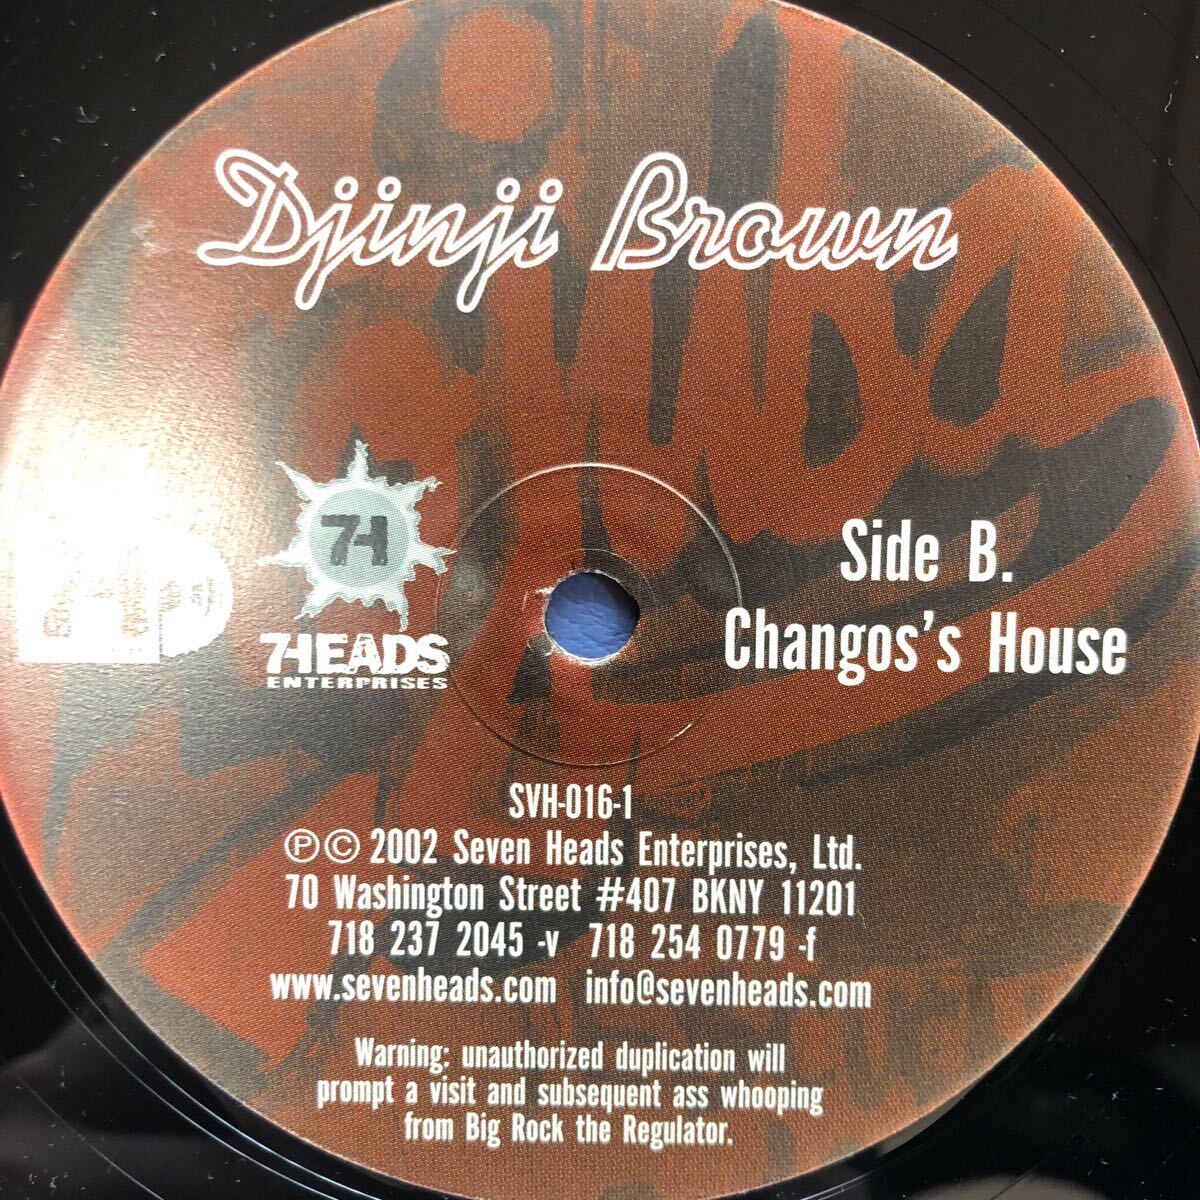 Djinji Brown
7H
7HEADS
ENTERPRISES
Side B.
Changos's House
SVH-016-1
Ⓟ© 2002 Seven Heads Enterprises, Ltd.
70 Washington Street #407 BKNY 11201
718 237 2045 -v 718 254 0779 -f
www.sevenheads.com info@sevenheads.com
Warning: unauthorized duplication will
prompt a visit and subsequent ass whooping
from Big Rock the Regulator.